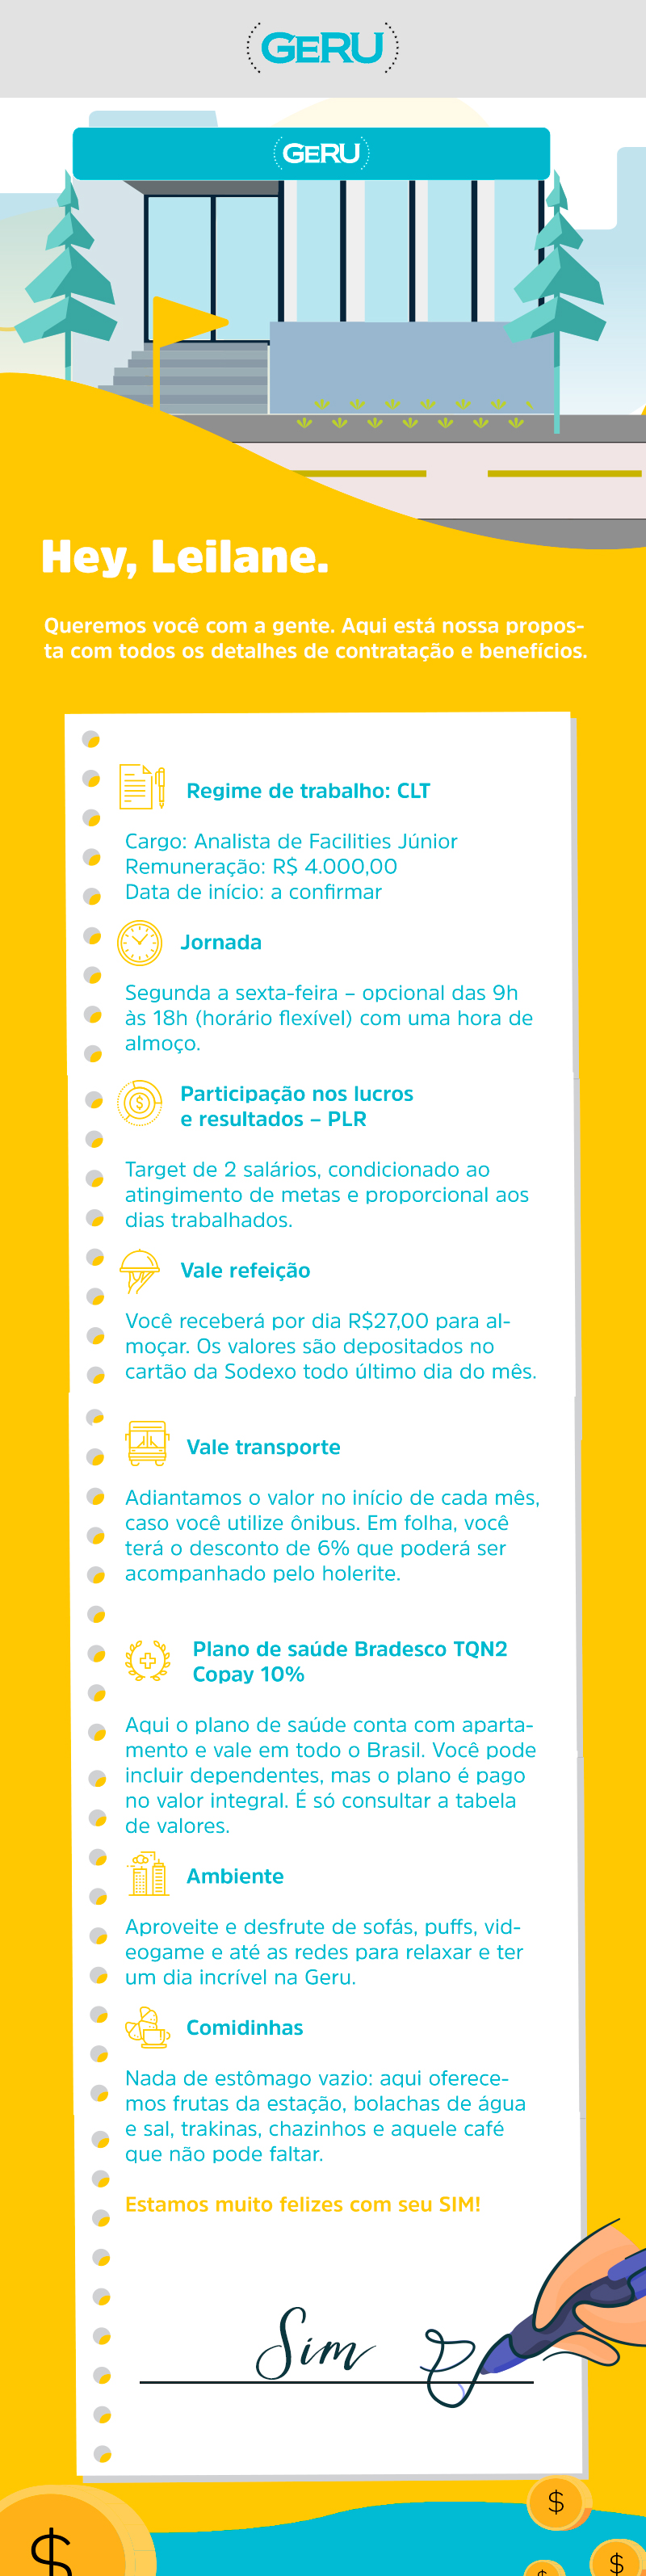 GERU
GERU
Hey, Leilane.
Queremos você com a gente. Aqui está nossa propos-
ta com todos os detalhes de contratação e benefícios.
Regime de trabalho: CLT
Cargo: Analista de Facilities Júnior
Remuneração: R$ 4.000,00
Data de início: a confirmar
Jornada
Segunda a sexta-feira – opcional das 9h
às 18h (horário flexível) com uma hora de
almoço.
Participação nos lucros
e resultados – PLR
Target de 2 salários, condicionado ao
atingimento de metas e proporcional aos
dias trabalhados.
Vale refeição
Você receberá por dia R$27,00 para al-
moçar. Os valores são depositados no
cartão da Sodexo todo último dia do mês.
Vale transporte
Adiantamos o valor no início de cada mês,
caso você utilize ônibus. Em folha, você
terá o desconto de 6% que poderá ser
acompanhado pelo holerite.
Plano de saúde Bradesco TQN2
Copay 10%
Aqui o plano de saúde conta com aparta-
mento e vale em todo o Brasil. Você pode
incluir dependentes, mas o plano é pago
no valor integral. É só consultar a tabela
de valores.
Ambiente
Aproveite e desfrute de sofás, puffs, vid-
eogame e até as redes para relaxar e ter
um dia incrível na Geru.
Comidinhas
Nada de estômago vazio: aqui oferece-
mos frutas da estação, bolachas de água
e sal, trakinas, chazinhos e aquele café
que não pode faltar.
Estamos muito felizes com seu SIM!
Sim
$
$
$
$